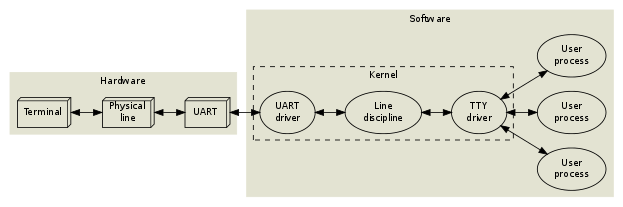 Software
User
process
Hardware
Kernel
Terminal
Physical
line
UART
UART
driver
Line
discipline
TTY
driver
User
process
User
process